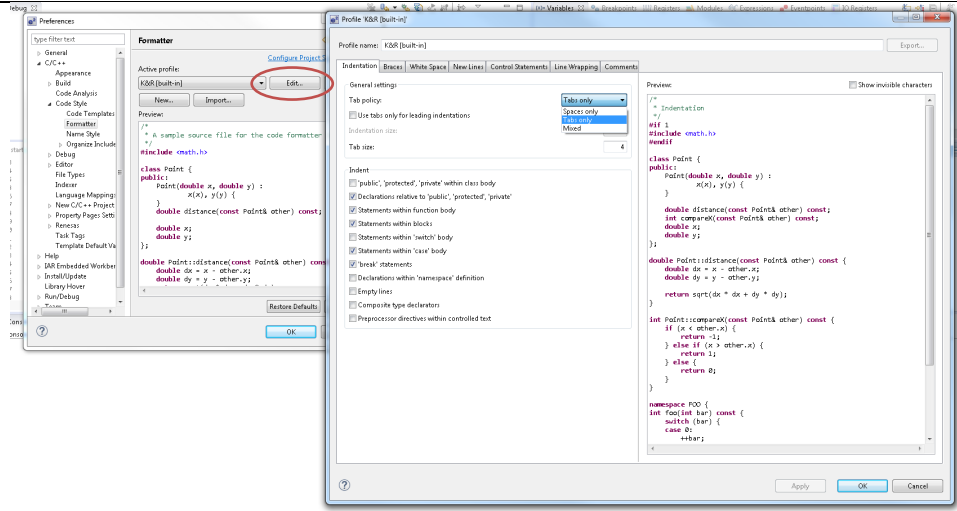 Debug
Variables
Breakpoints
Registers
Modules
Expressions
Eventpoints
IO Registers
Preferences
type filter text
General
C/C++
Appearance
Build
Code Analysis
Code Style
Code Templates
Formatter
Name Style
Organize Include
Debug
Editor
File Types
Indexer
Language Mappings
New C/C++ Project
Property Pages Setti
Renesas
Task Tags
Template Default Va
Help
IAR Embedded Workben
Install/Update
Library Hover
Run/Debug
Team
Formatter
Configure Project S
Active profile:
K&R [built-in]
Edit...
New...
Import...
Preview:
/*
* A sample source file for the code formatter
*/
#include <math.h>
class Point {
public:
Point(double x, double y) :
x(x), y(y) {
}
double distance(const Point& other) const;
double x;
double y;
};
double Point::distance(const Point& other) cons
double dx = x - other.x;
double dy = y - other.y;
Restore Defaults
OK
Profile 'K&R [built-in]'
Profile name:
K&R [built-in]
Export...
Indentation
Braces
White Space
New Lines
Control Statements
Line Wrapping
Comments
General settings
Tab policy:
Tabs only
Spaces only
Tabs only
Mixed
Use tabs only for leading indentations
Indentation size:
Tab size:
4
Indent
'public', 'protected', 'private' within class body
Declarations relative to 'public', 'protected', 'private'
Statements within function body
Statements within blocks
Statements within 'switch' body
Statements within 'case' body
'break' statements
Declarations within 'namespace' definition
Empty lines
Composite type declarators
Preprocessor directives within controlled text
Preview:
Show invisible characters
/*
* Indentation
*/
#if 1
#include <math.h>
#endif
class Point {
public:
Point(double x, double y) :
x(x), y(y) {
}
double distance(const Point& other) const;
int compareX(const Point& other) const;
double x;
double y;
};
double Point::distance(const Point& other) const {
double dx = x - other.x;
double dy = y - other.y;
return sqrt(dx * dx + dy * dy);
}
int Point::compareX(const Point& other) const {
if (x < other.x) {
return -1;
} else if (x > other.x) {
return 1;
} else {
return 0;
}
}
namespace FOO {
int foo(int bar) const {
switch (bar) {
case 0:
++bar;
Apply
OK
Cancel